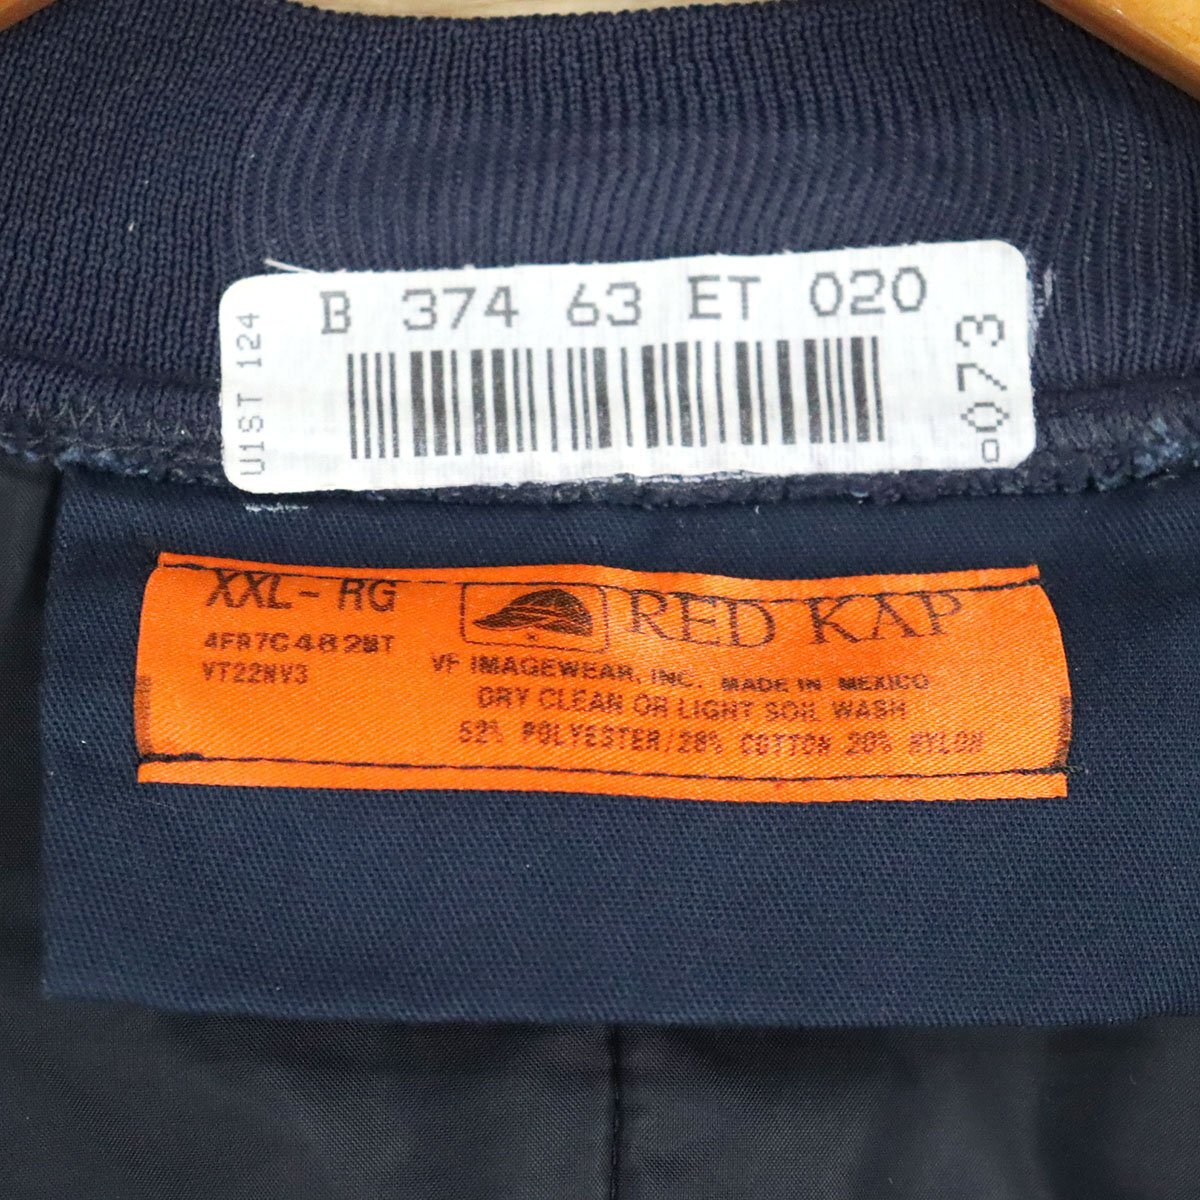 B 374 63 ET 020
U1ST 124
-073
XXL-RG
4FR7C462MT
VT22NV3
RED KAP
VF IMAGEWEAR, INC. MADE IN MEXICO
DRY CLEAN OR LIGHT SOIL WASH
52% POLYESTER/28% COTTON 20% NYLON